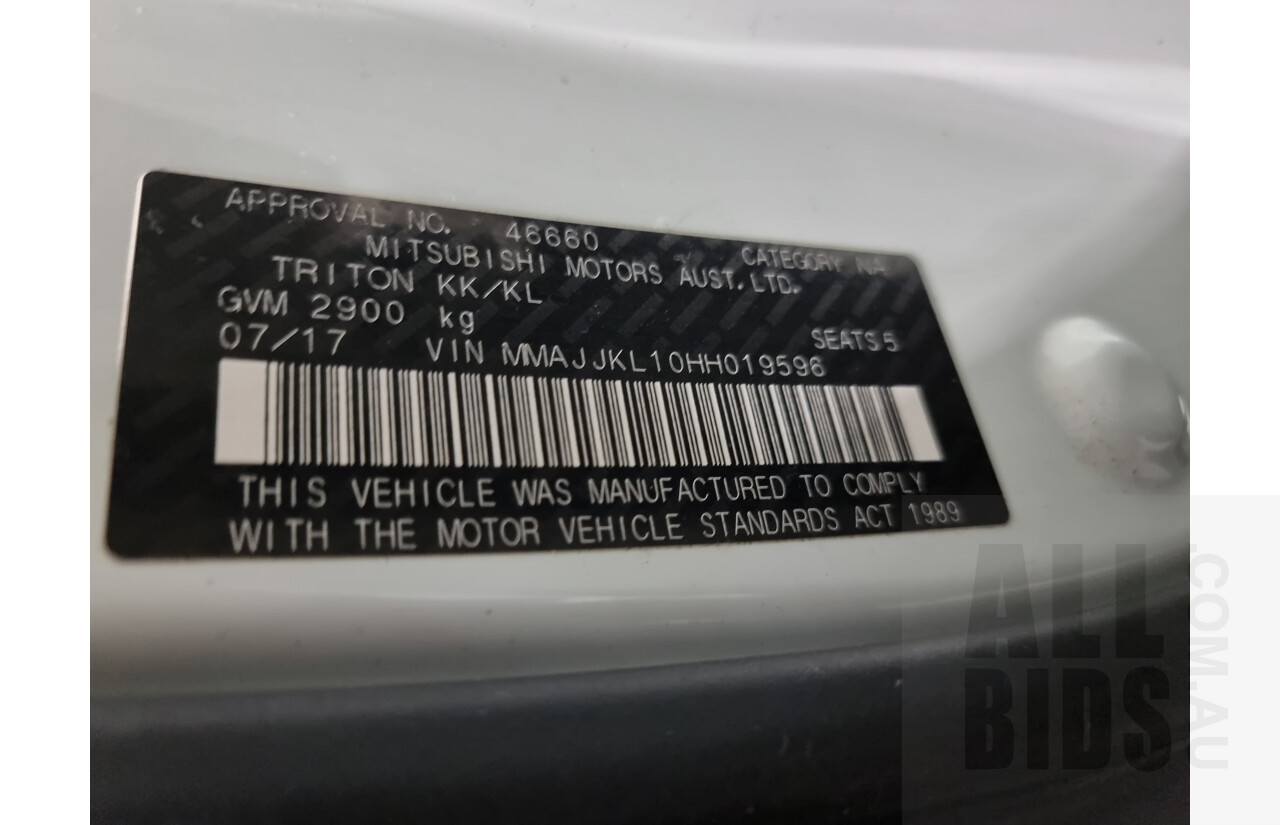 APPROVAL NO. 46660 CATEGORY NA
MITSUBISHI MOTORS AUST. LTD.
TRITON KK/KL
GVM 2900 kg SEATS 5
07/17 VIN MMAJJKL10HH019596
THIS VEHICLE WAS MANUFACTURED TO COMPLY
WITH THE MOTOR VEHICLE STANDARDS ACT 1989
ALL
BIDS
.COM.AU